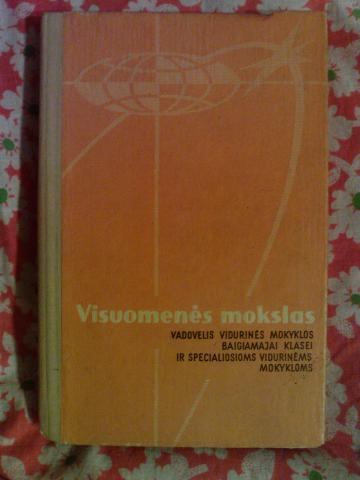 Visuomenės mokslas
VADOVĖLIS VIDURINĖS MOKYKLOS
BAIGIAMAJAI KLASEI
IR SPECIALIOSIOMS VIDURINĖMS
MOKYKLOMS